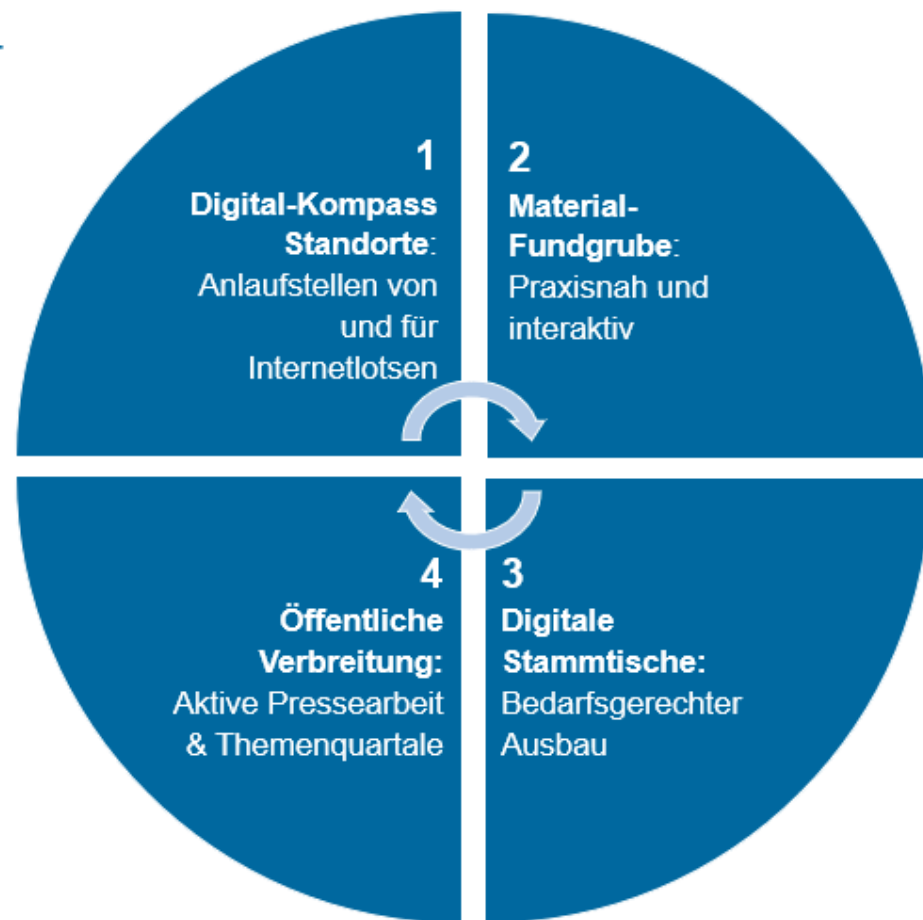 1
Digital-Kompass
Standorte:
Anlaufstellen von
und für
Internetlotsen
2
Material-
Fundgrube:
Praxisnah und
interaktiv
3
Digitale
Stammtische:
Bedarfsgerechter
Ausbau
4
Öffentliche
Verbreitung:
Aktive Pressearbeit
& Themenquartale